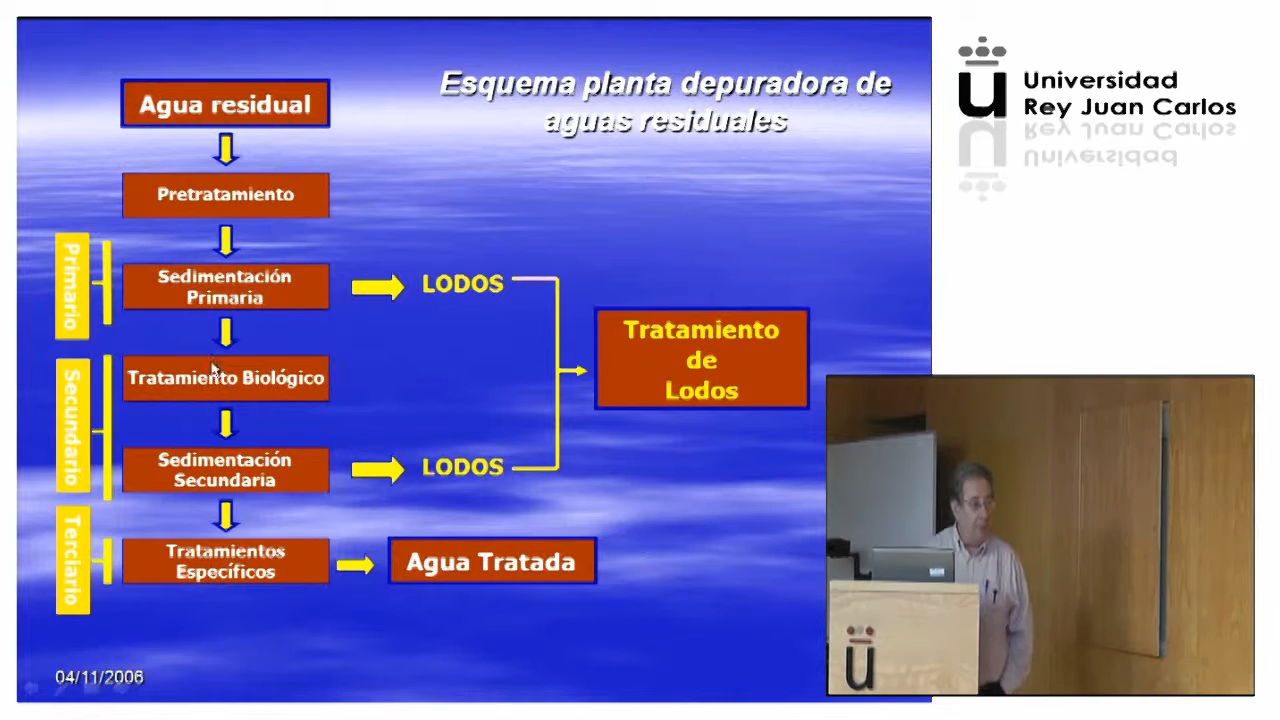 Esquema planta depuradora de
aguas residuales
Agua residual
Pretratamiento
Primario
Sedimentación
Primaria
LODOS
Tratamiento Biológico
Secundario
Sedimentación
Secundaria
LODOS
Tratamiento
de
Lodos
Terciario
Tratamientos
Específicos
Agua Tratada
04/11/2006
Universidad
Rey Juan Carlos